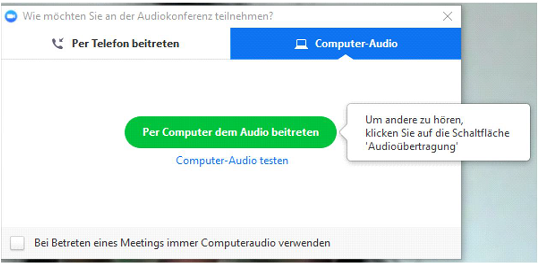 Wie möchten Sie an der Audiokonferenz teilnehmen?
Per Telefon beitreten
Computer-Audio
Per Computer dem Audio beitreten
Um andere zu hören,
klicken Sie auf die Schaltfläche
'Audioübertragung'
Computer-Audio testen
Bei Betreten eines Meetings immer Computeraudio verwenden